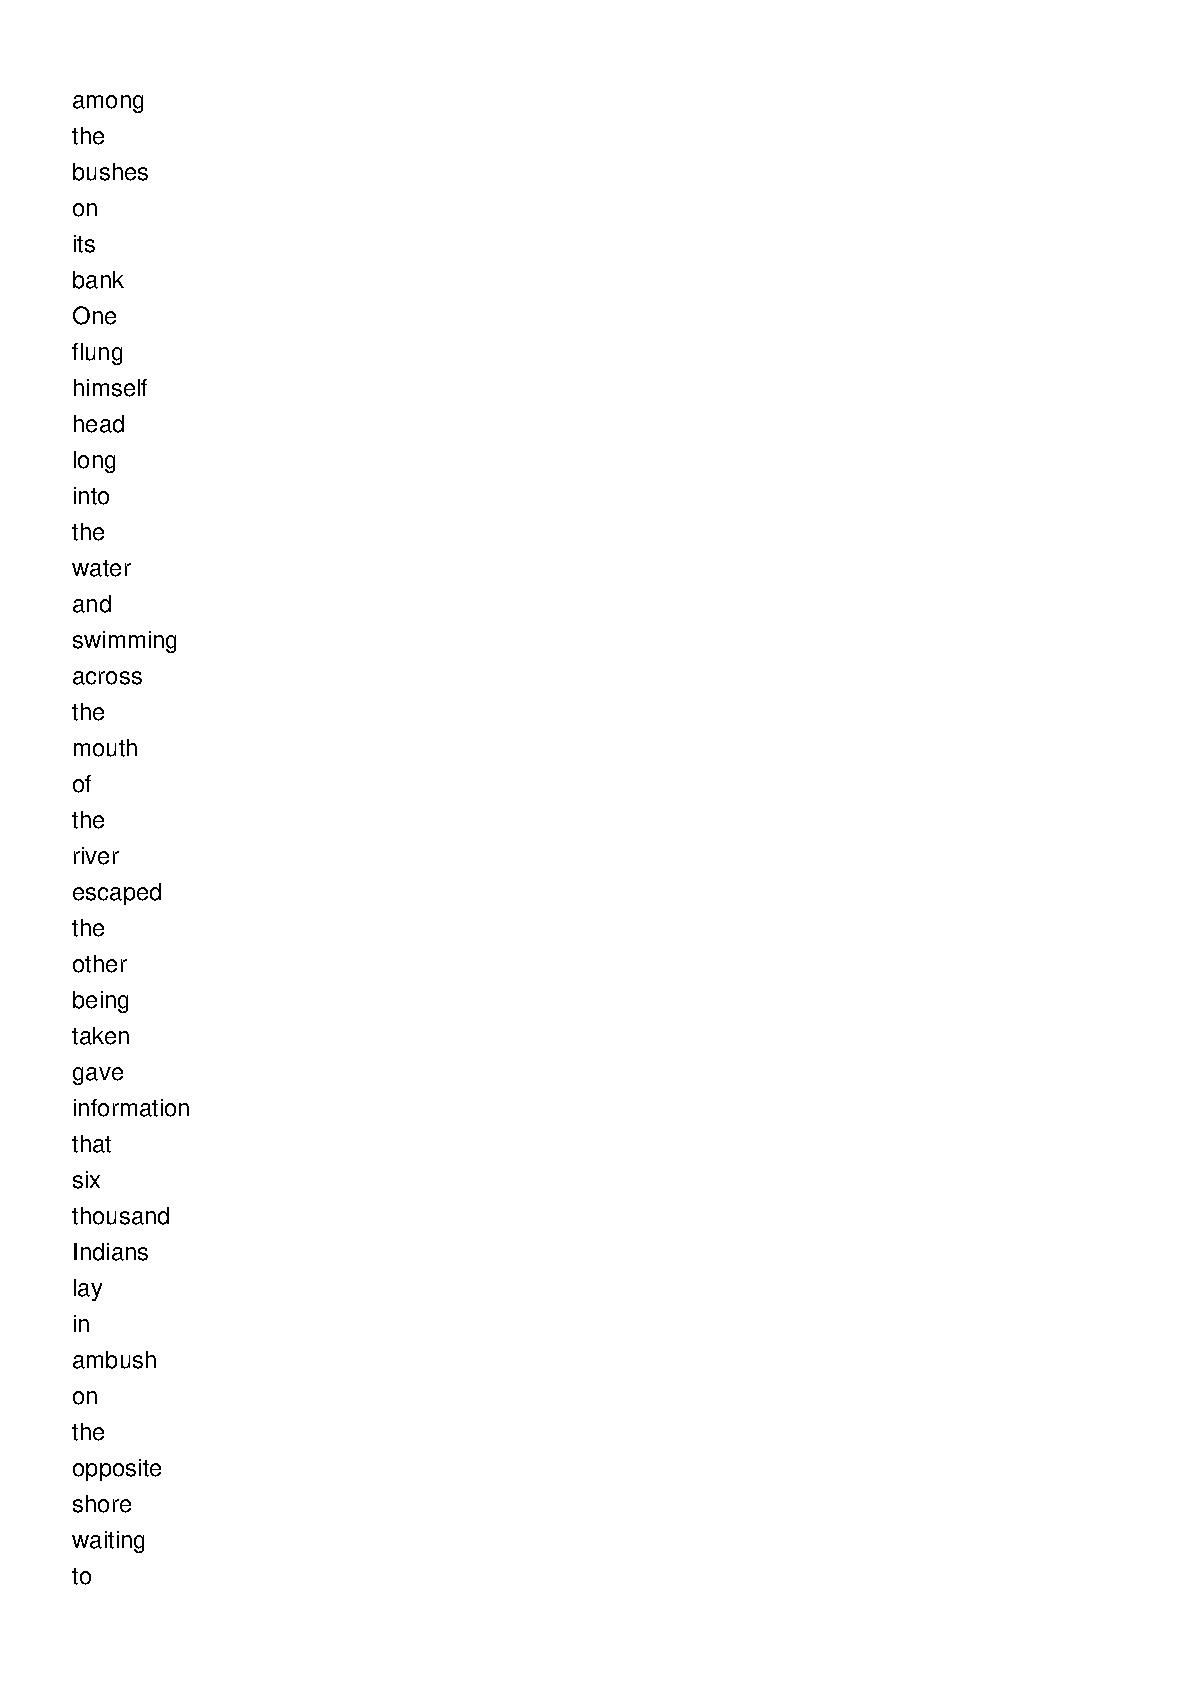 among
the
bushes
on
its
bank
One
flung
himself
head
long
into
the
water
and
swimming
across
the
mouth
of
the
river
escaped
the
other
being
taken
gave
information
that
six
thousand
Indians
lay
in
ambush
on
the
opposite
shore
waiting
to